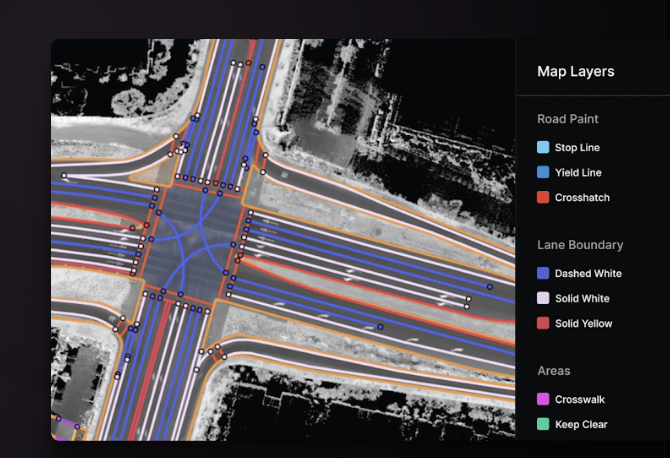 Map Layers
Road Paint
Stop Line
Yield Line
Crosshatch
Lane Boundary
Dashed White
Solid White
Solid Yellow
Areas
Crosswalk
Keep Clear